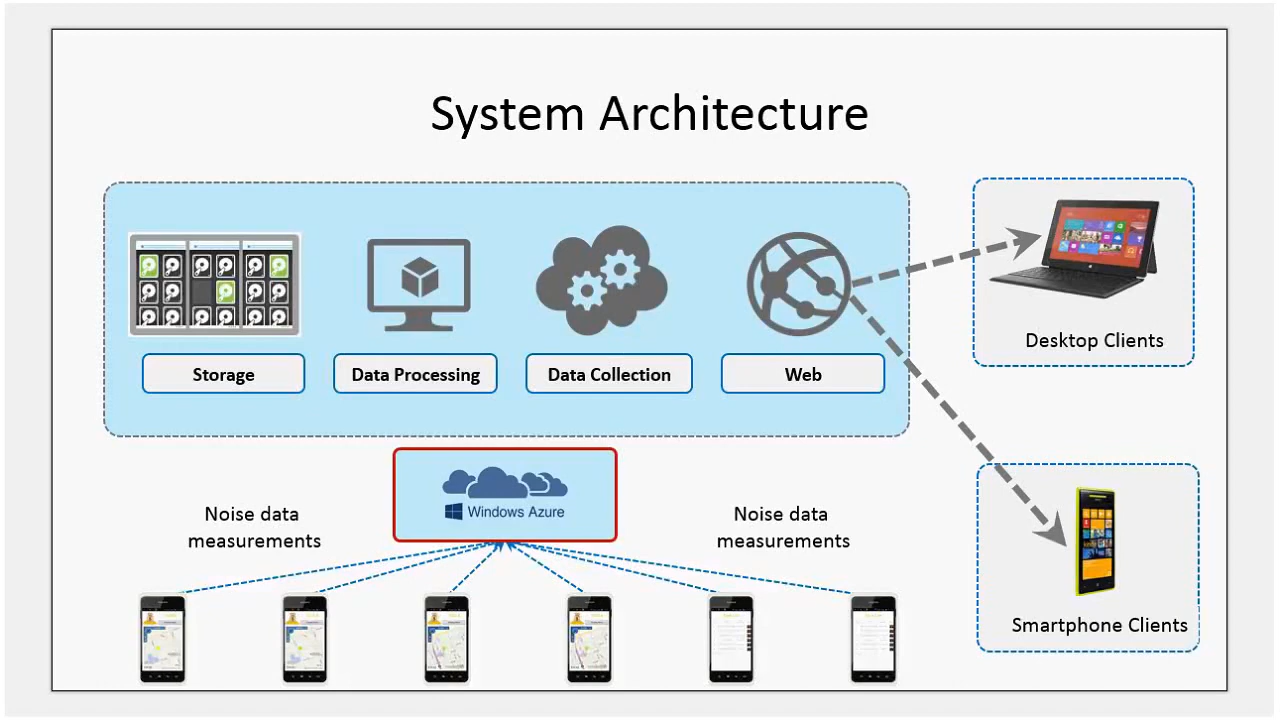 System Architecture
Storage
Data Processing
Data Collection
Web
Desktop Clients
Windows Azure
Noise data
measurements
Noise data
measurements
Smartphone Clients